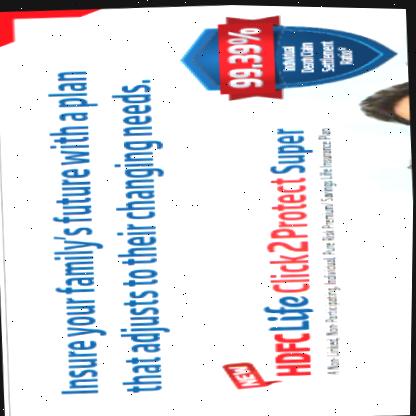 Insure your family's future with a plan
that adjusts to their changing needs.
99.39%
Individual
Death Claim
Settlement
Ratio
NEW
HDFC Life Click 2 Protect Super
A Non-Linked, Non-Participating, Individual, Pure Risk Premium/ Savings Life Insurance Plan